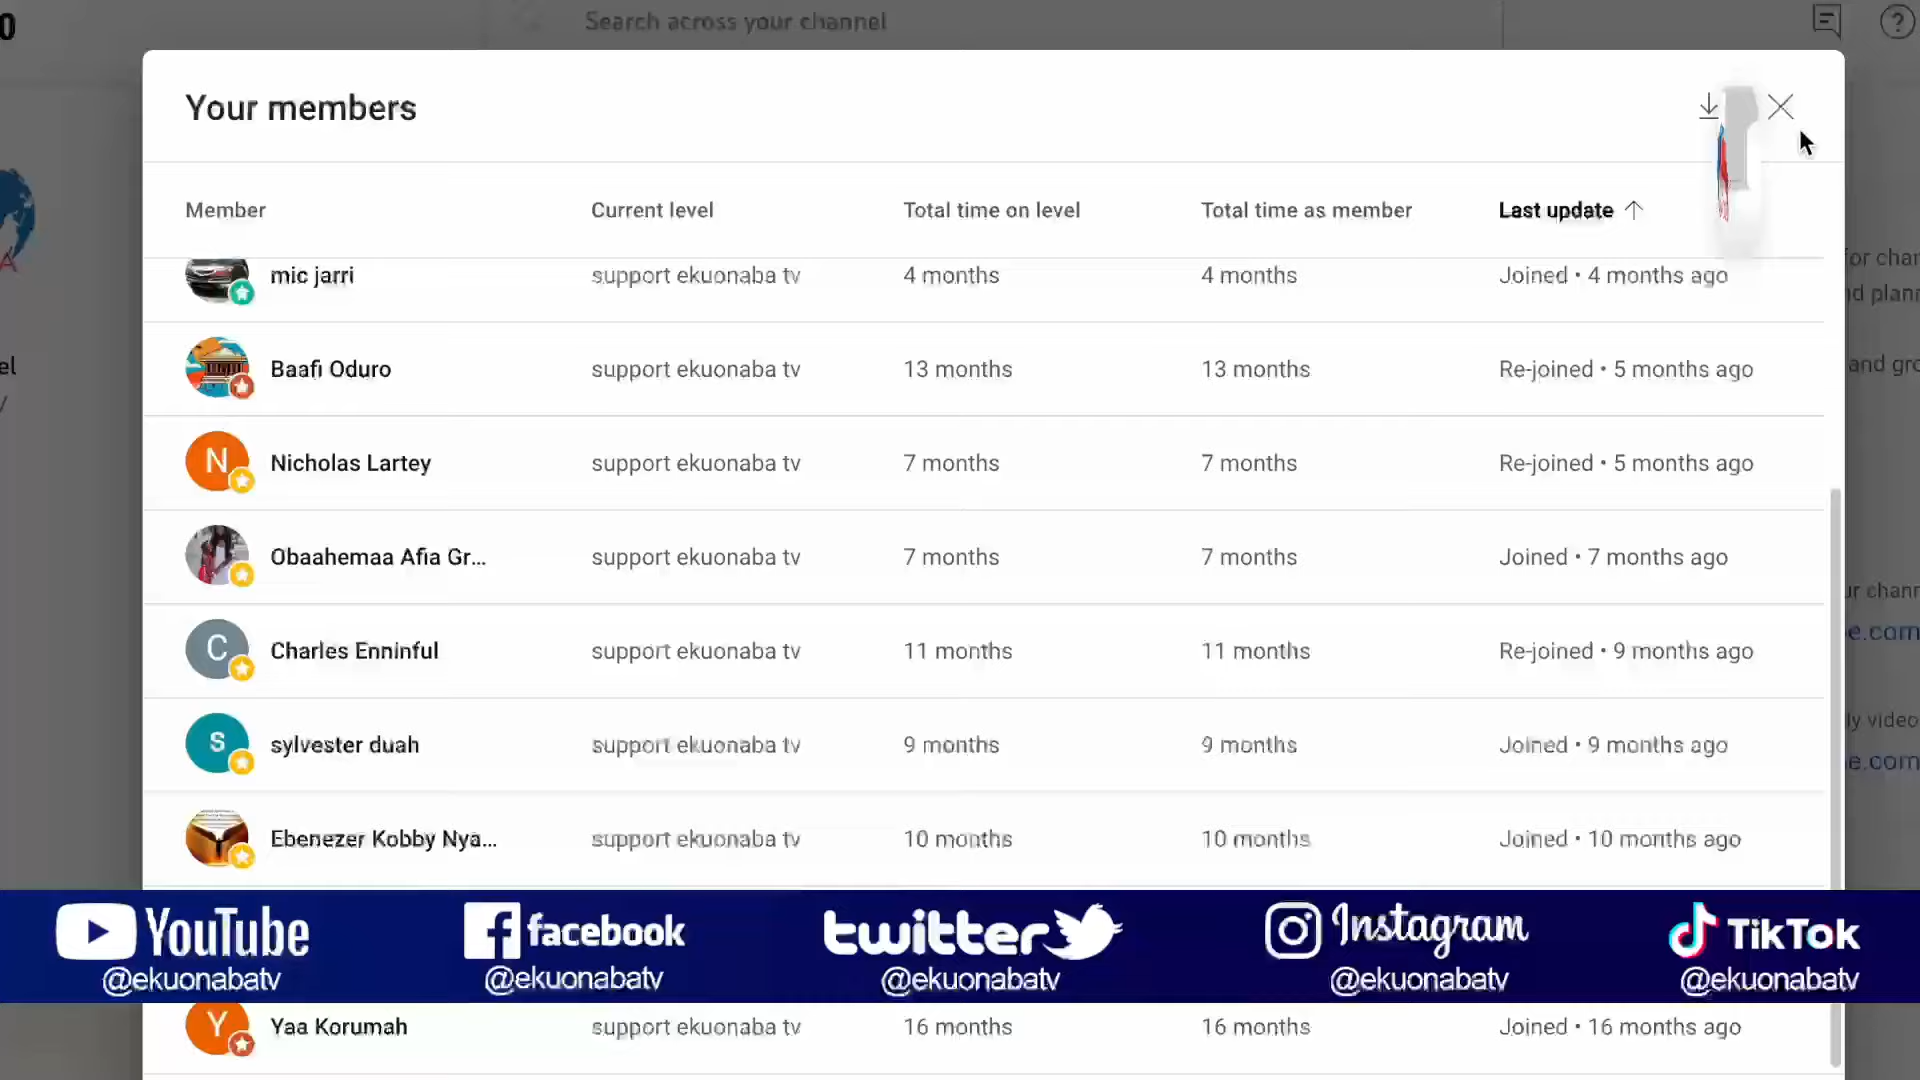 Search across your channel
Your members
Member Current level Total time on level Total time as member Last update
mic jarri support ekuonaba tv 4 months 4 months Joined • 4 months ago
Baafi Oduro support ekuonaba tv 13 months 13 months Re-joined • 5 months ago
N Nicholas Lartey support ekuonaba tv 7 months 7 months Re-joined • 5 months ago
Obaahemaa Afia Gr... support ekuonaba tv 7 months 7 months Joined • 7 months ago
C Charles Enninful support ekuonaba tv 11 months 11 months Re-joined • 9 months ago
S sylvester duah support ekuonaba tv 9 months 9 months Joined • 9 months ago
Ebenezer Kobby Nya... support ekuonaba tv 10 months 10 months Joined • 10 months ago
YouTube facebook twitter Instagram TikTok
@ekuonabatv @ekuonabatv @ekuonabatv @ekuonabatv @ekuonabatv
Y Yaa Korumah support ekuonaba tv 16 months 16 months Joined • 16 months ago